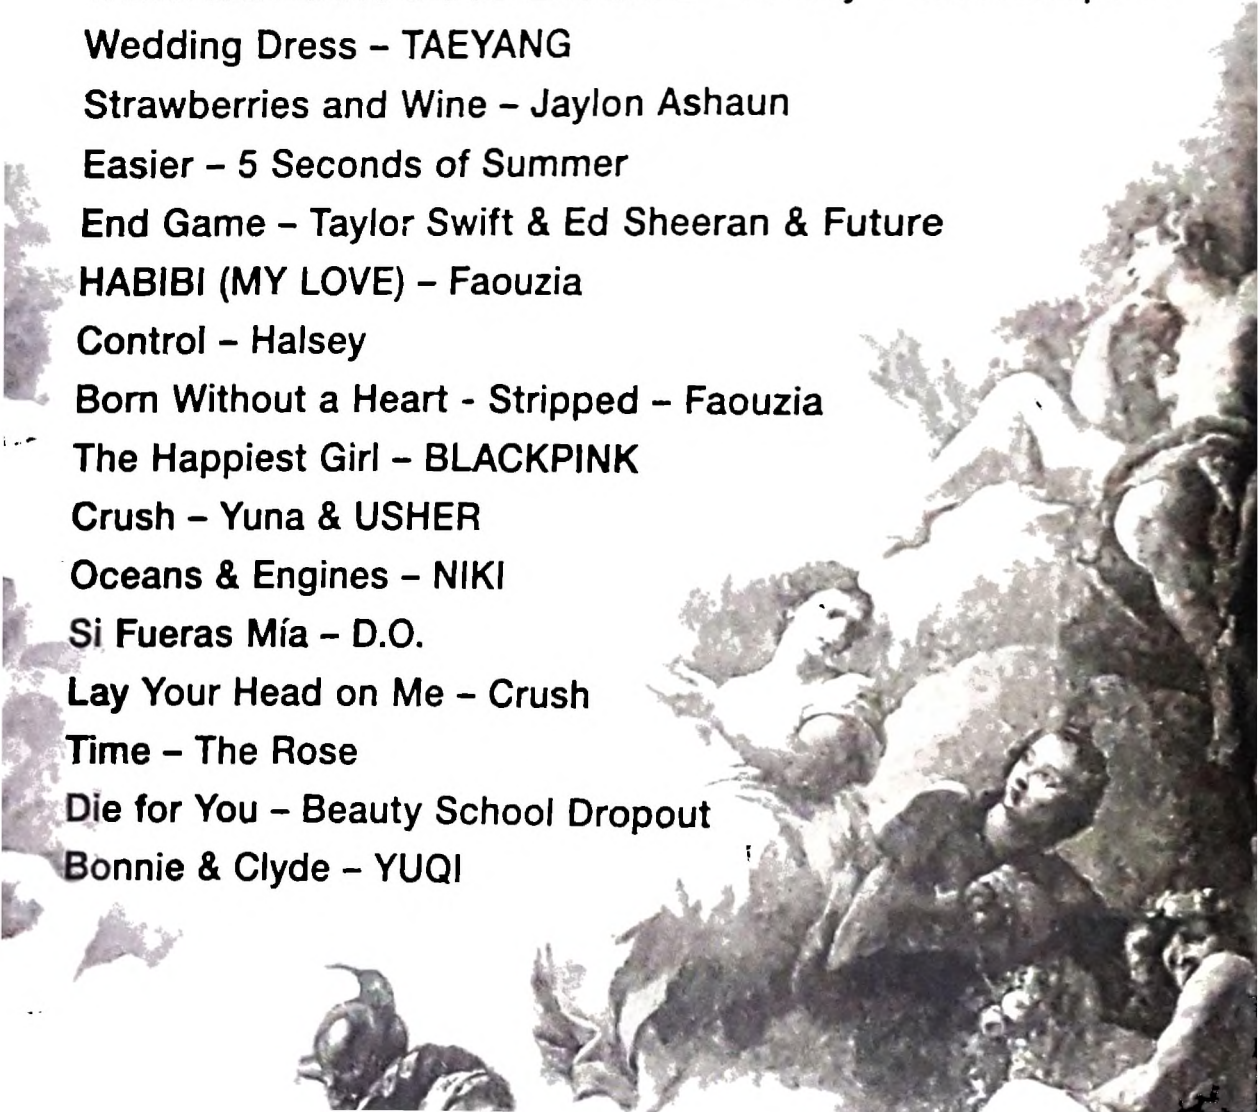 Wedding Dress – TAEYANG
Strawberries and Wine – Jaylon Ashaun
Easier – 5 Seconds of Summer
End Game – Taylor Swift & Ed Sheeran & Future
HABIBI (MY LOVE) – Faouzia
Control – Halsey
Born Without a Heart - Stripped – Faouzia
The Happiest Girl – BLACKPINK
Crush – Yuna & USHER
Oceans & Engines – NIKI
Si Fueras Mía – D.O.
Lay Your Head on Me – Crush
Time – The Rose
Die for You – Beauty School Dropout
Bonnie & Clyde – YUQI